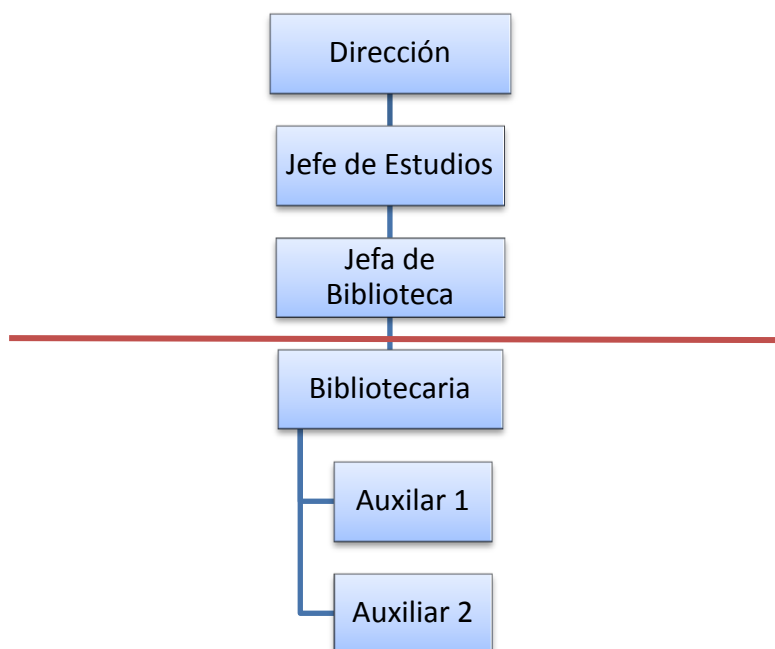 Dirección
Jefe de Estudios
Jefa de
Biblioteca
Bibliotecaria
Auxilar 1
Auxiliar 2